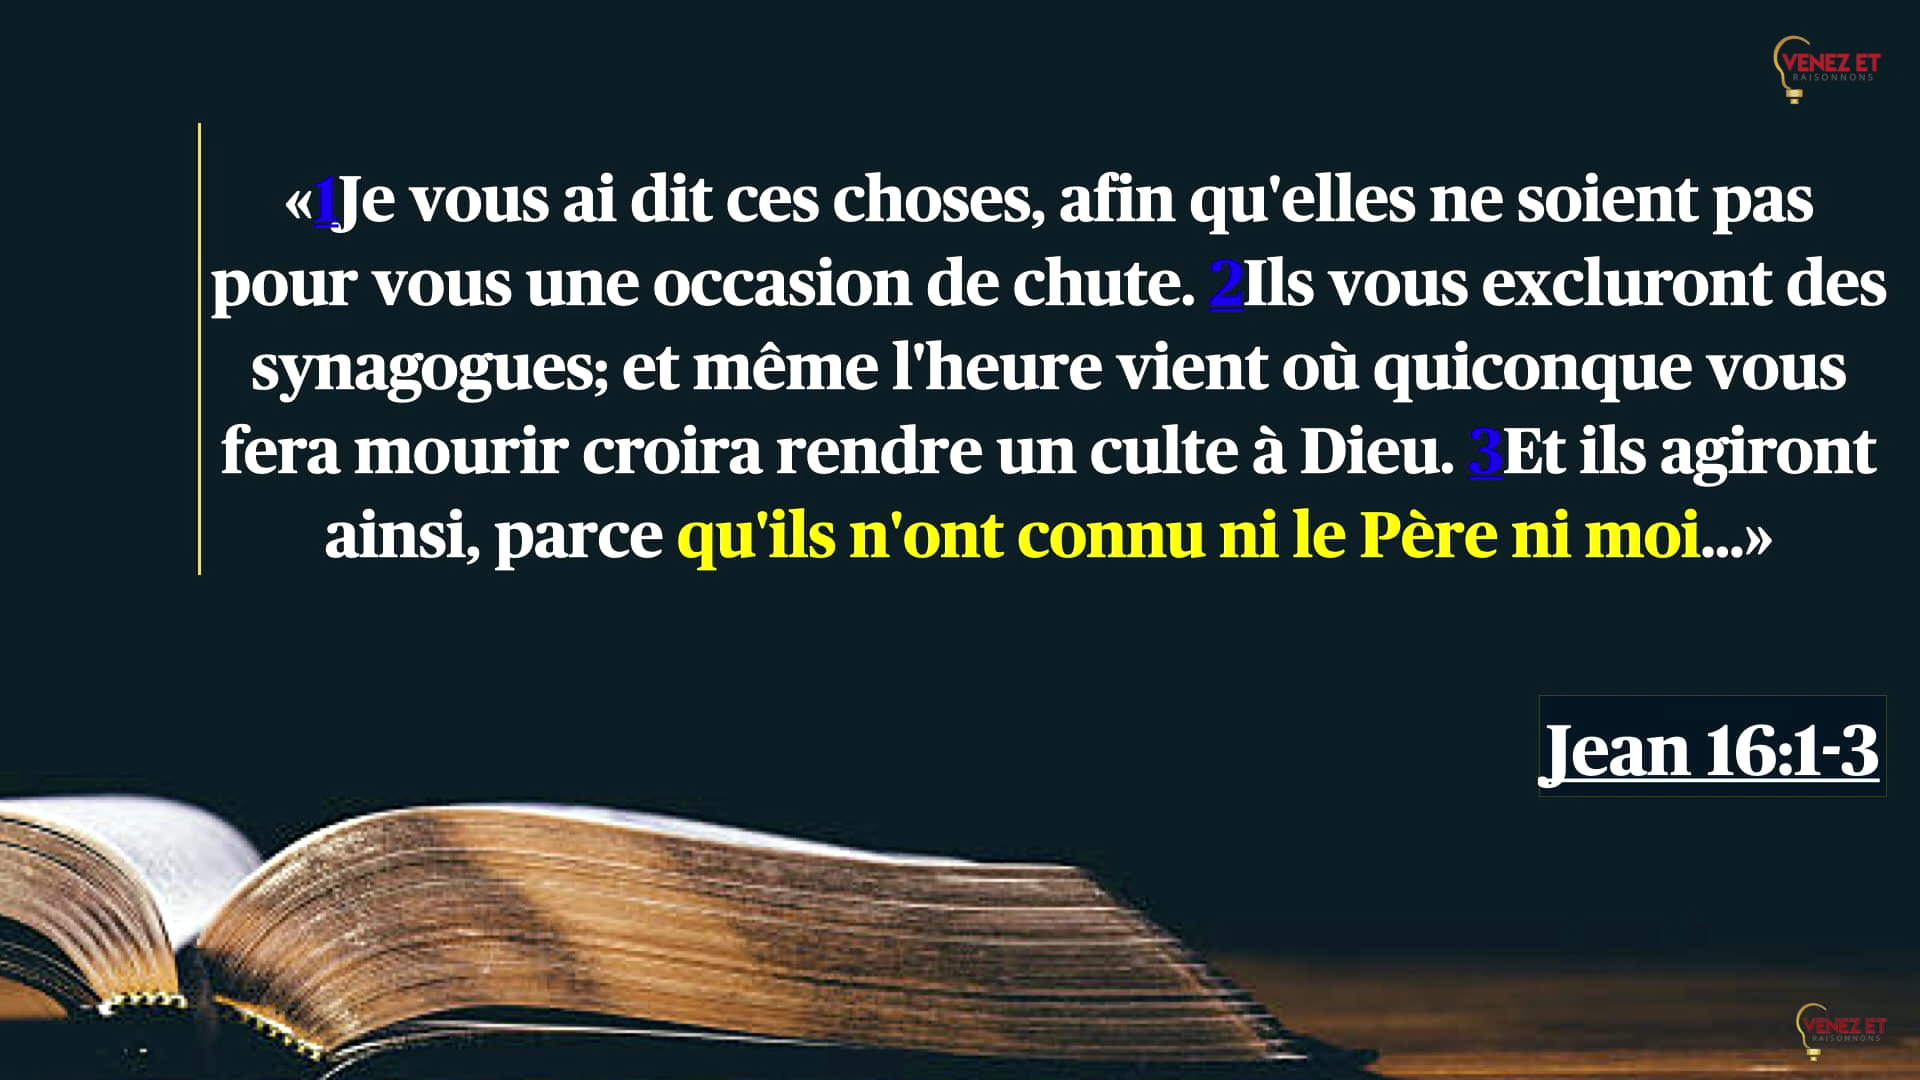 VENEZ ET
RAISONNONS
«1Je vous ai dit ces choses, afin qu'elles ne soient pas
pour vous une occasion de chute. 2Ils vous excluront des
synagogues; et même l'heure vient où quiconque vous
fera mourir croira rendre un culte à Dieu. 3Et ils agiront
ainsi, parce qu'ils n'ont connu ni le Père ni moi...»
Jean 16:1-3
VENEZ ET
RAISONNONS